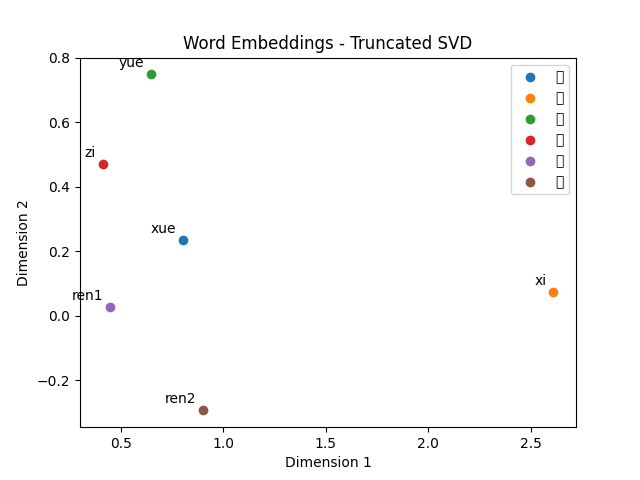 Word Embeddings - Truncated SVD
0.8
0.6
0.4
0.2
0.0
−0.2
Dimension 2
yue
zi
xue
xi
ren1
ren2
0.5
1.0
1.5
2.0
2.5
Dimension 1